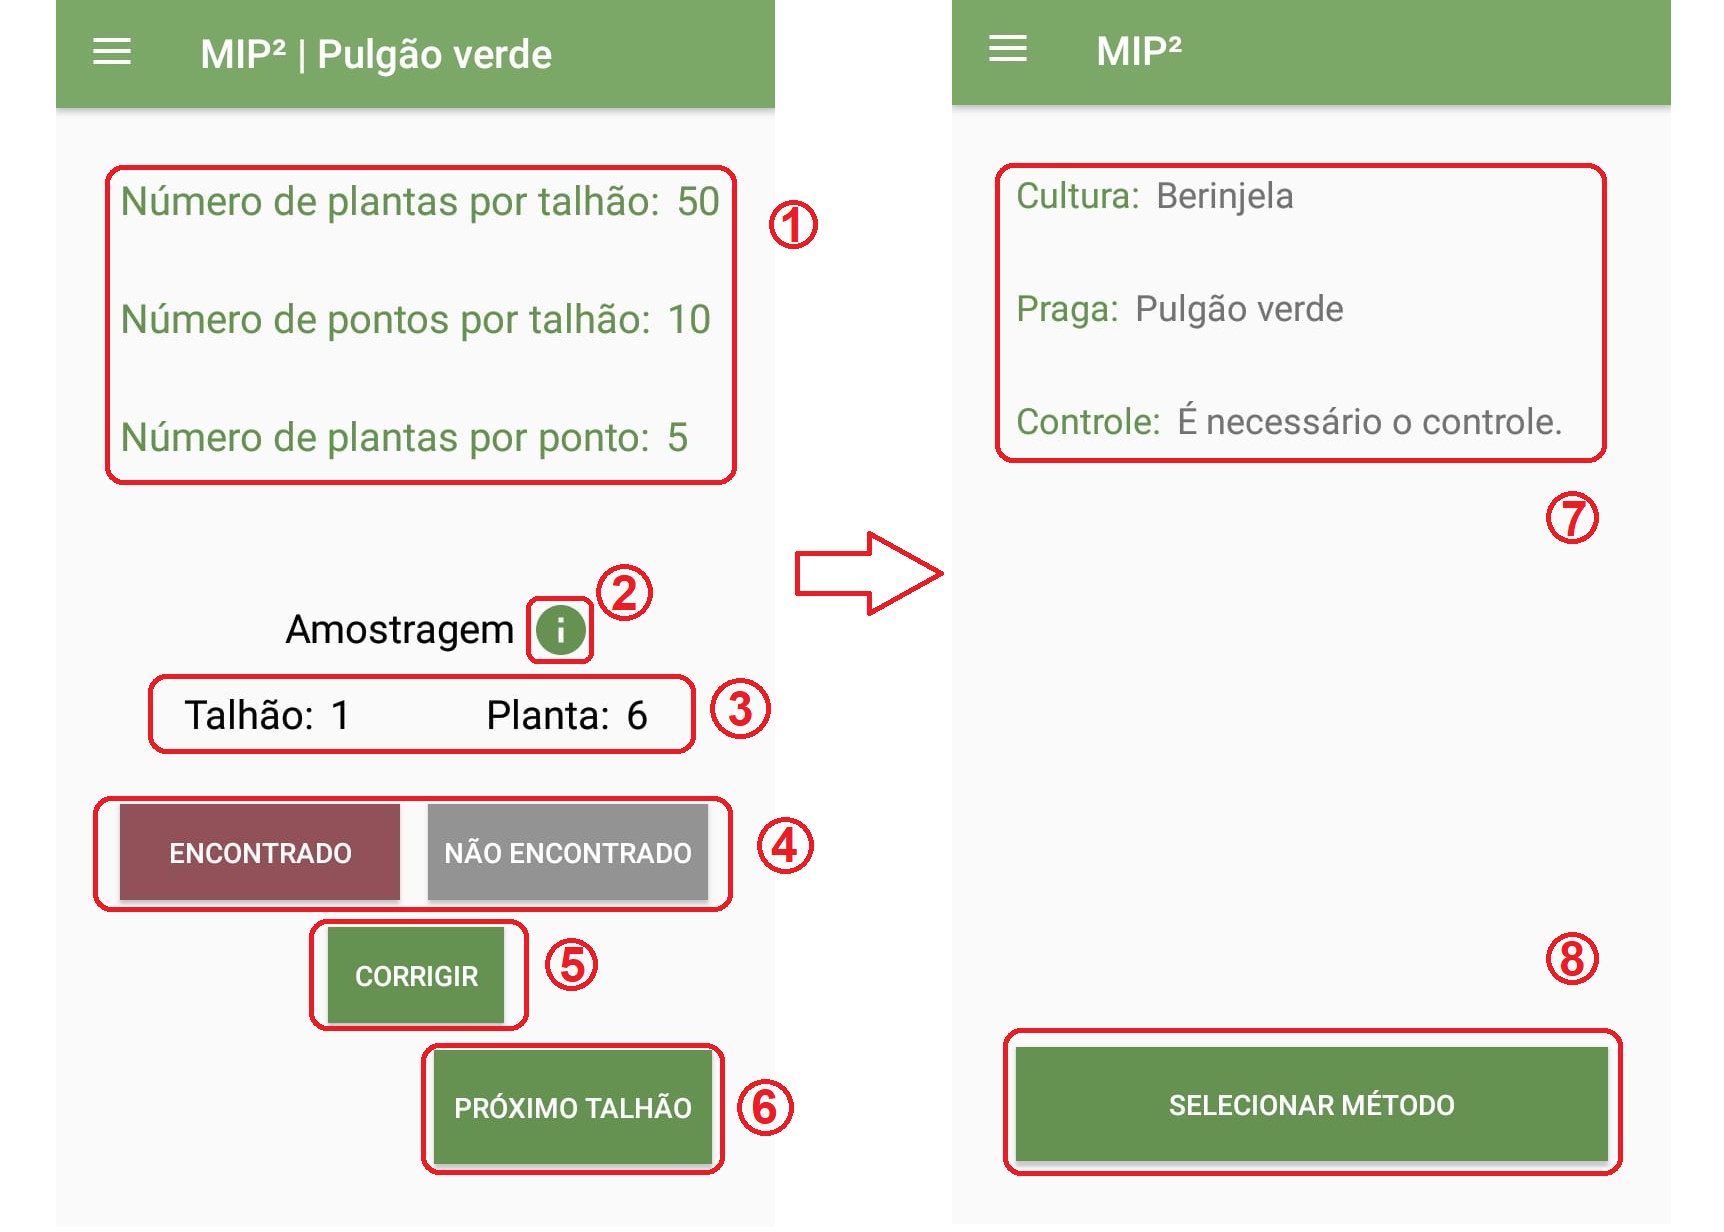 MIP² | Pulgão verde
Número de plantas por talhão: 50
1
Número de pontos por talhão: 10
Número de plantas por ponto: 5
2
Amostragem i
Talhão: 1 Planta: 6
3
ENCONTRADO NÃO ENCONTRADO
4
CORRIGIR
5
PRÓXIMO TALHÃO
6
MIP²
Cultura: Berinjela
Praga: Pulgão verde
Controle: É necessário o controle.
7
8
SELECIONAR MÉTODO